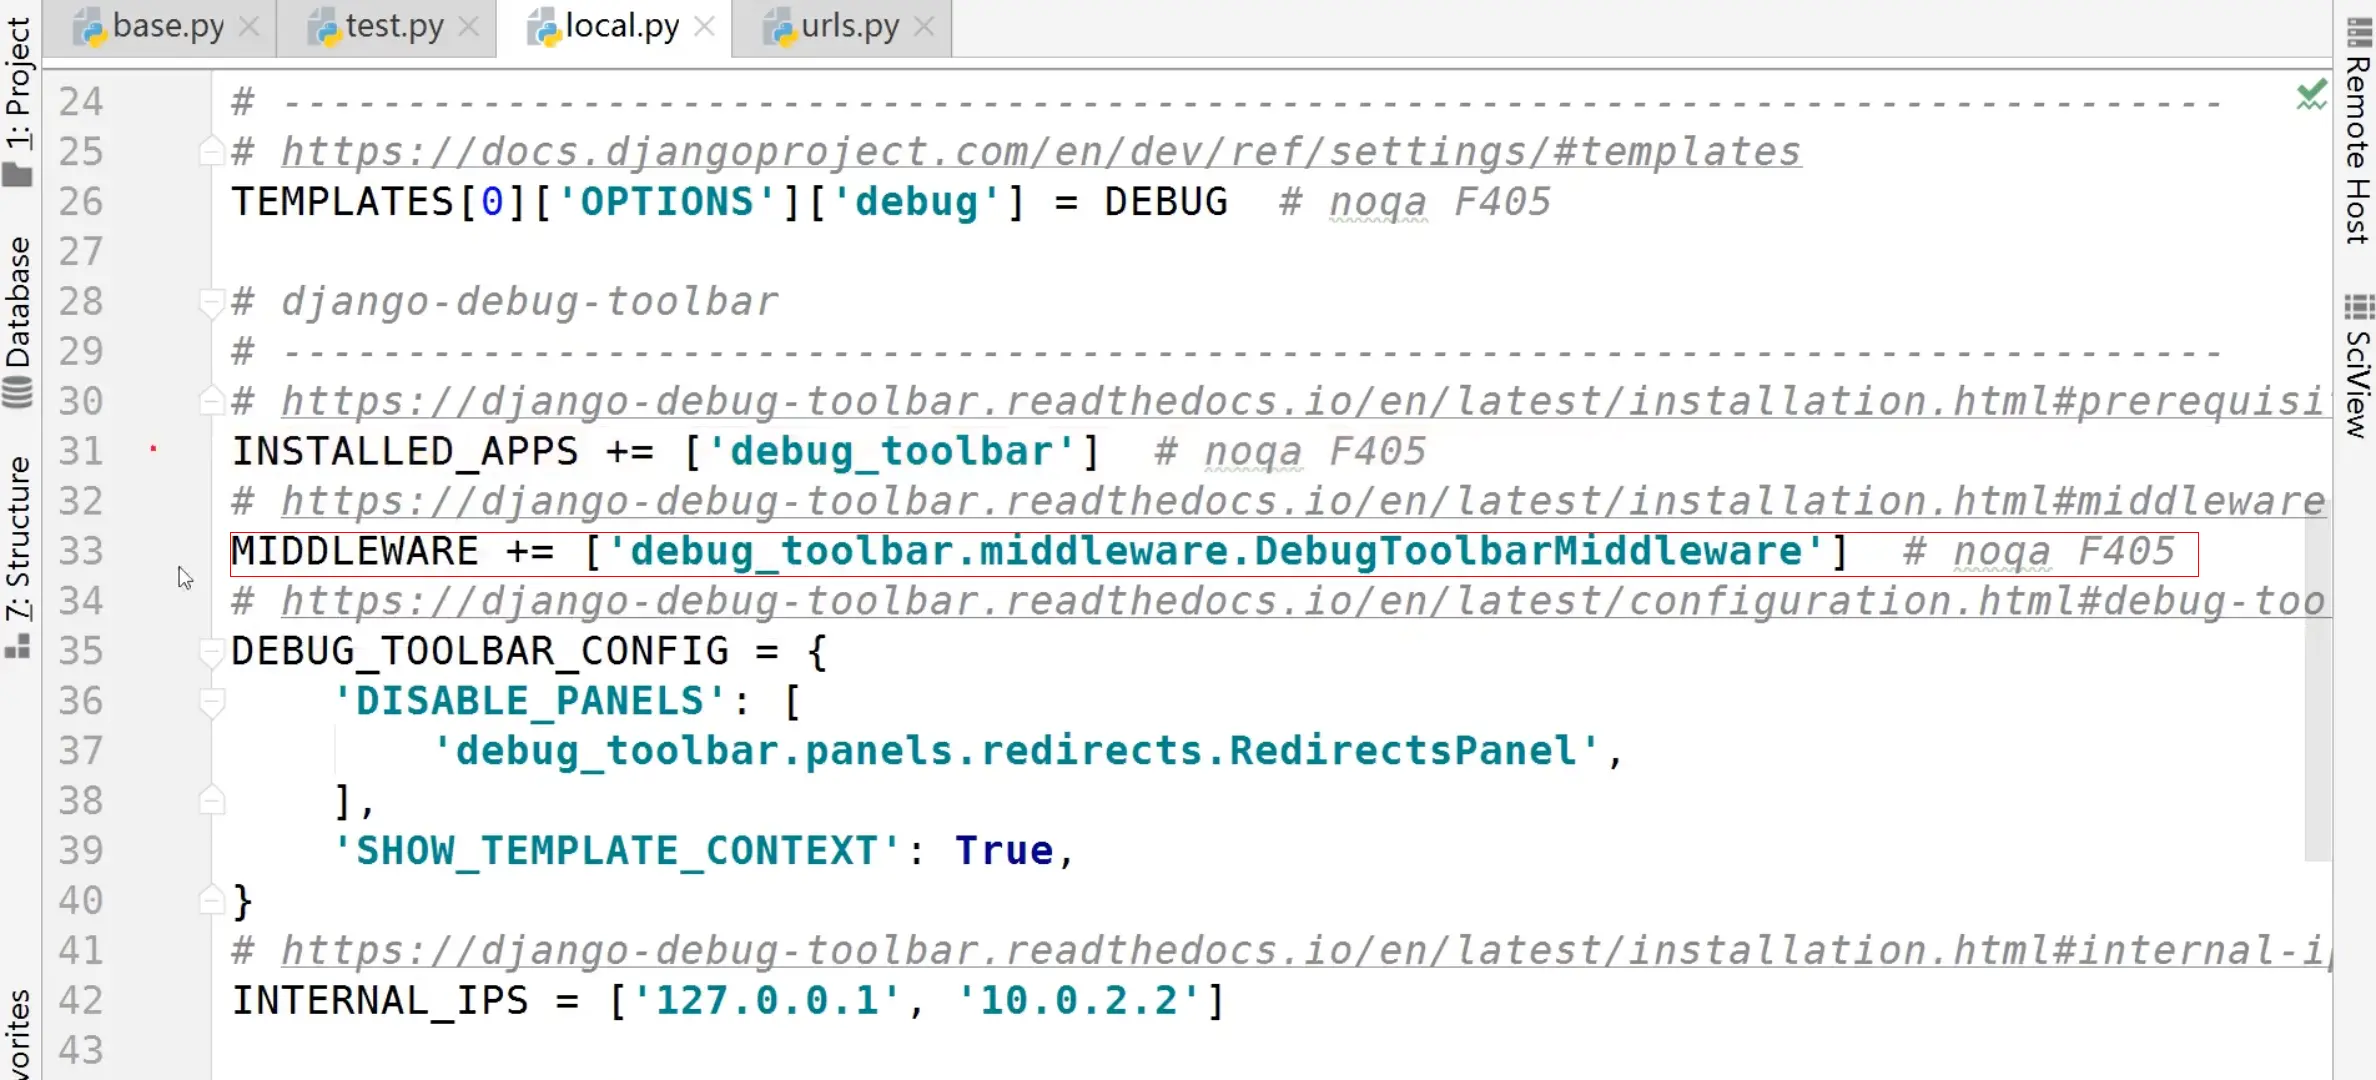 base.py
test.py
local.py
urls.py
1: Project
Database
7: Structure
Remote Host
SciView
24 # ------------------------------------------------------------------------------
25 # https://docs.djangoproject.com/en/dev/ref/settings/#templates
26 TEMPLATES[0]['OPTIONS']['debug'] = DEBUG  # noqa F405
27
28 # django-debug-toolbar
29 # ------------------------------------------------------------------------------
30 # https://django-debug-toolbar.readthedocs.io/en/latest/installation.html#prerequisi
31 INSTALLED_APPS += ['debug_toolbar']  # noqa F405
32 # https://django-debug-toolbar.readthedocs.io/en/latest/installation.html#middleware
33 MIDDLEWARE += ['debug_toolbar.middleware.DebugToolbarMiddleware']  # noqa F405
34 # https://django-debug-toolbar.readthedocs.io/en/latest/configuration.html#debug-too
35 DEBUG_TOOLBAR_CONFIG = {
36     'DISABLE_PANELS': [
37         'debug_toolbar.panels.redirects.RedirectsPanel',
38     ],
39     'SHOW_TEMPLATE_CONTEXT': True,
40 }
41 # https://django-debug-toolbar.readthedocs.io/en/latest/installation.html#internal-i
42 INTERNAL_IPS = ['127.0.0.1', '10.0.2.2']
43
vorites